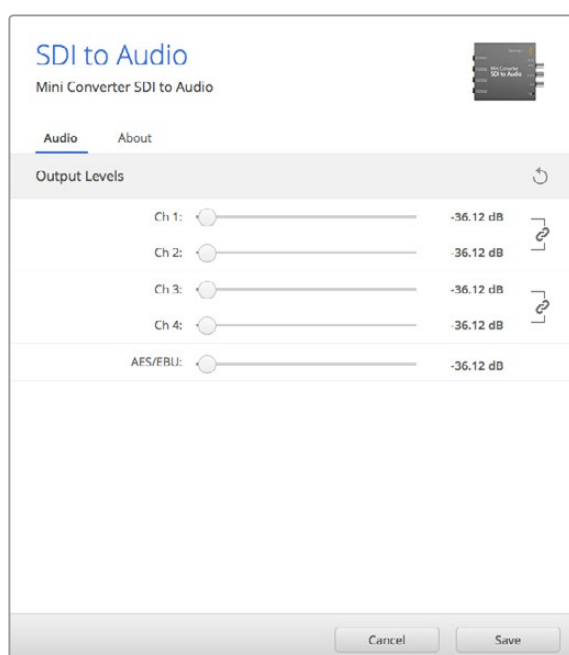 SDI to Audio
Mini Converter SDI to Audio
Audio About
Output Levels
Ch 1: -36.12 dB
Ch 2: -36.12 dB
Ch 3: -36.12 dB
Ch 4: -36.12 dB
AES/EBU: -36.12 dB
Cancel Save